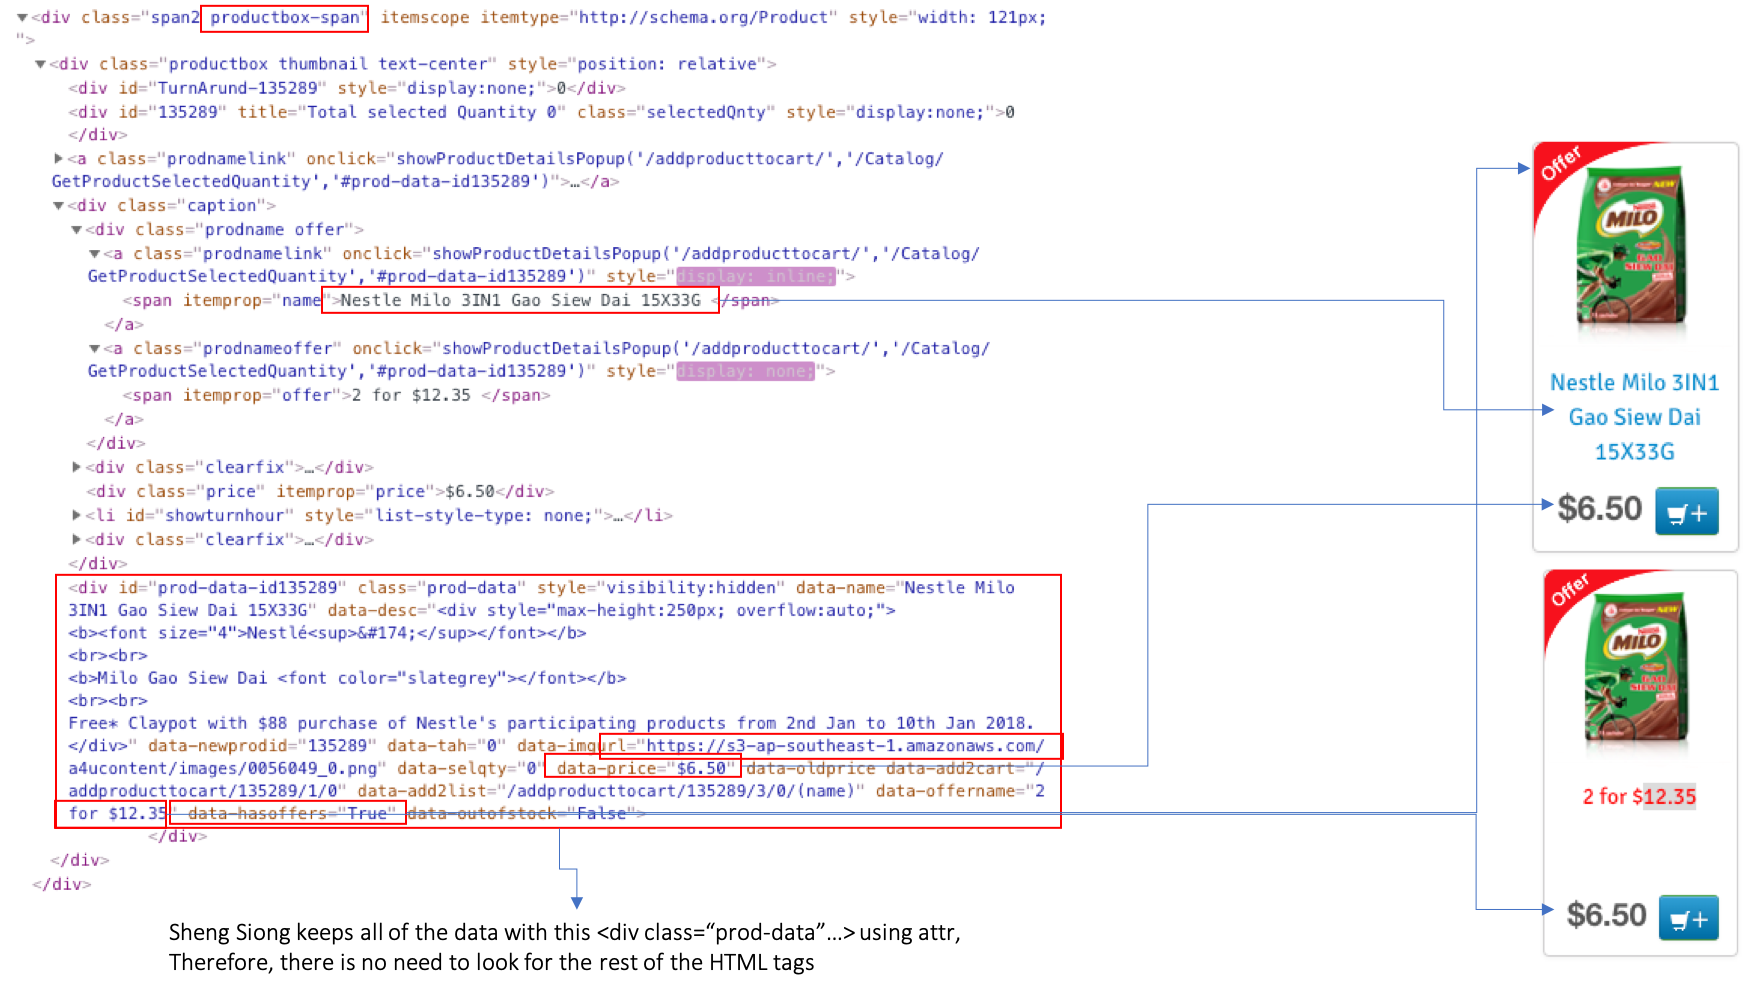 ▼<div class="span2 productbox-span" itemscope itemtype="http://schema.org/Product" style="width: 121px;
">
▼<div class="productbox thumbnail text-center" style="position: relative">
<div id="TurnArund-135289" style="display:none;">0</div>
<div id="135289" title="Total selected Quantity 0" class="selectedQnty" style="display:none;">0
</div>
▶<a class="prodnamelink" onclick="showProductDetailsPopup('/addproducttocart/','/Catalog/
GetProductSelectedQuantity','#prod-data-id135289')">…</a>
▼<div class="caption">
▼<div class="prodname offer">
▼<a class="prodnamelink" onclick="showProductDetailsPopup('/addproducttocart/','/Catalog/
GetProductSelectedQuantity','#prod-data-id135289')" style="display: inline;">
<span itemprop="name">Nestle Milo 3IN1 Gao Siew Dai 15X33G </span>
</a>
▼<a class="prodnameoffer" onclick="showProductDetailsPopup('/addproducttocart/','/Catalog/
GetProductSelectedQuantity','#prod-data-id135289')" style="display: none;">
<span itemprop="offer">2 for $12.35 </span>
</a>
</div>
▶<div class="clearfix">…</div>
<div class="price" itemprop="price">$6.50</div>
▶<li id="showturnhour" style="list-style-type: none;">…</li>
▶<div class="clearfix">…</div>
</div>
<div id="prod-data-id135289" class="prod-data" style="visibility:hidden" data-name="Nestle Milo
3IN1 Gao Siew Dai 15X33G" data-desc="<div style="max-height:250px; overflow:auto;">
<b><font size="4">Nestlé<sup>&#174;</sup></font></b>
<br><br>
<b>Milo Gao Siew Dai <font color="slategrey"></font></b>
<br><br>
Free* Claypot with $88 purchase of Nestle's participating products from 2nd Jan to 10th Jan 2018.
</div>" data-newprodid="135289" data-tah="0" data-imgurl="https://s3-ap-southeast-1.amazonaws.com/
a4ucontent/images/0056049_0.png" data-selqty="0" data-price="$6.50" data-oldprice data-add2cart="/
addproducttocart/135289/1/0" data-add2list="/addproducttocart/135289/3/0/(name)" data-offername="2
for $12.35" data-hasoffers="True" data-outofstock="False">
</div>
</div>
</div>
Sheng Siong keeps all of the data with this <div class=“prod-data”…> using attr,
Therefore, there is no need to look for the rest of the HTML tags
Offer
NEW
Nestle
MILO
GAO
SIEW DAI
Nestle Milo 3IN1
Gao Siew Dai
15X33G
$6.50
+
Offer
NEW
Nestle
MILO
GAO
SIEW DAI
2 for $12.35
$6.50
+